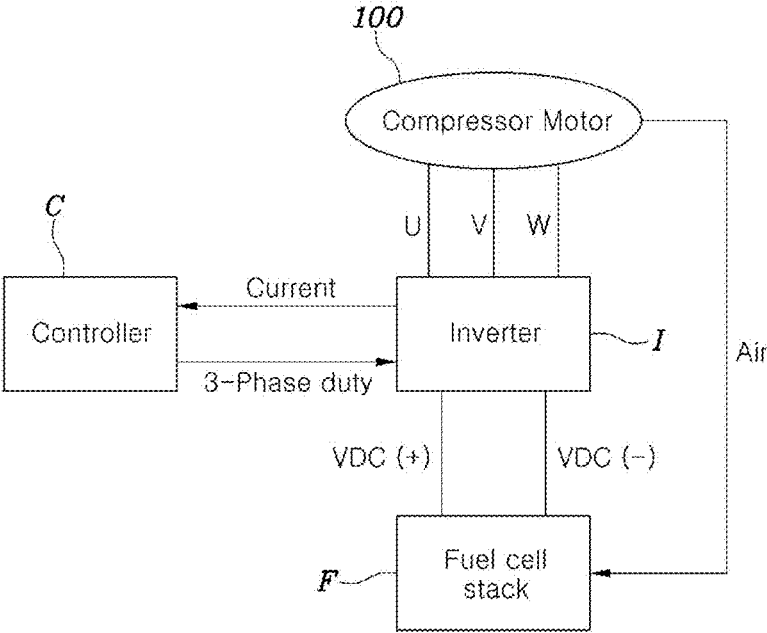 100
Compressor Motor
C
U
V
W
Current
Controller
Inverter
I
3-Phase duty
Air
VDC (+)
VDC (-)
Fuel cell
stack
F